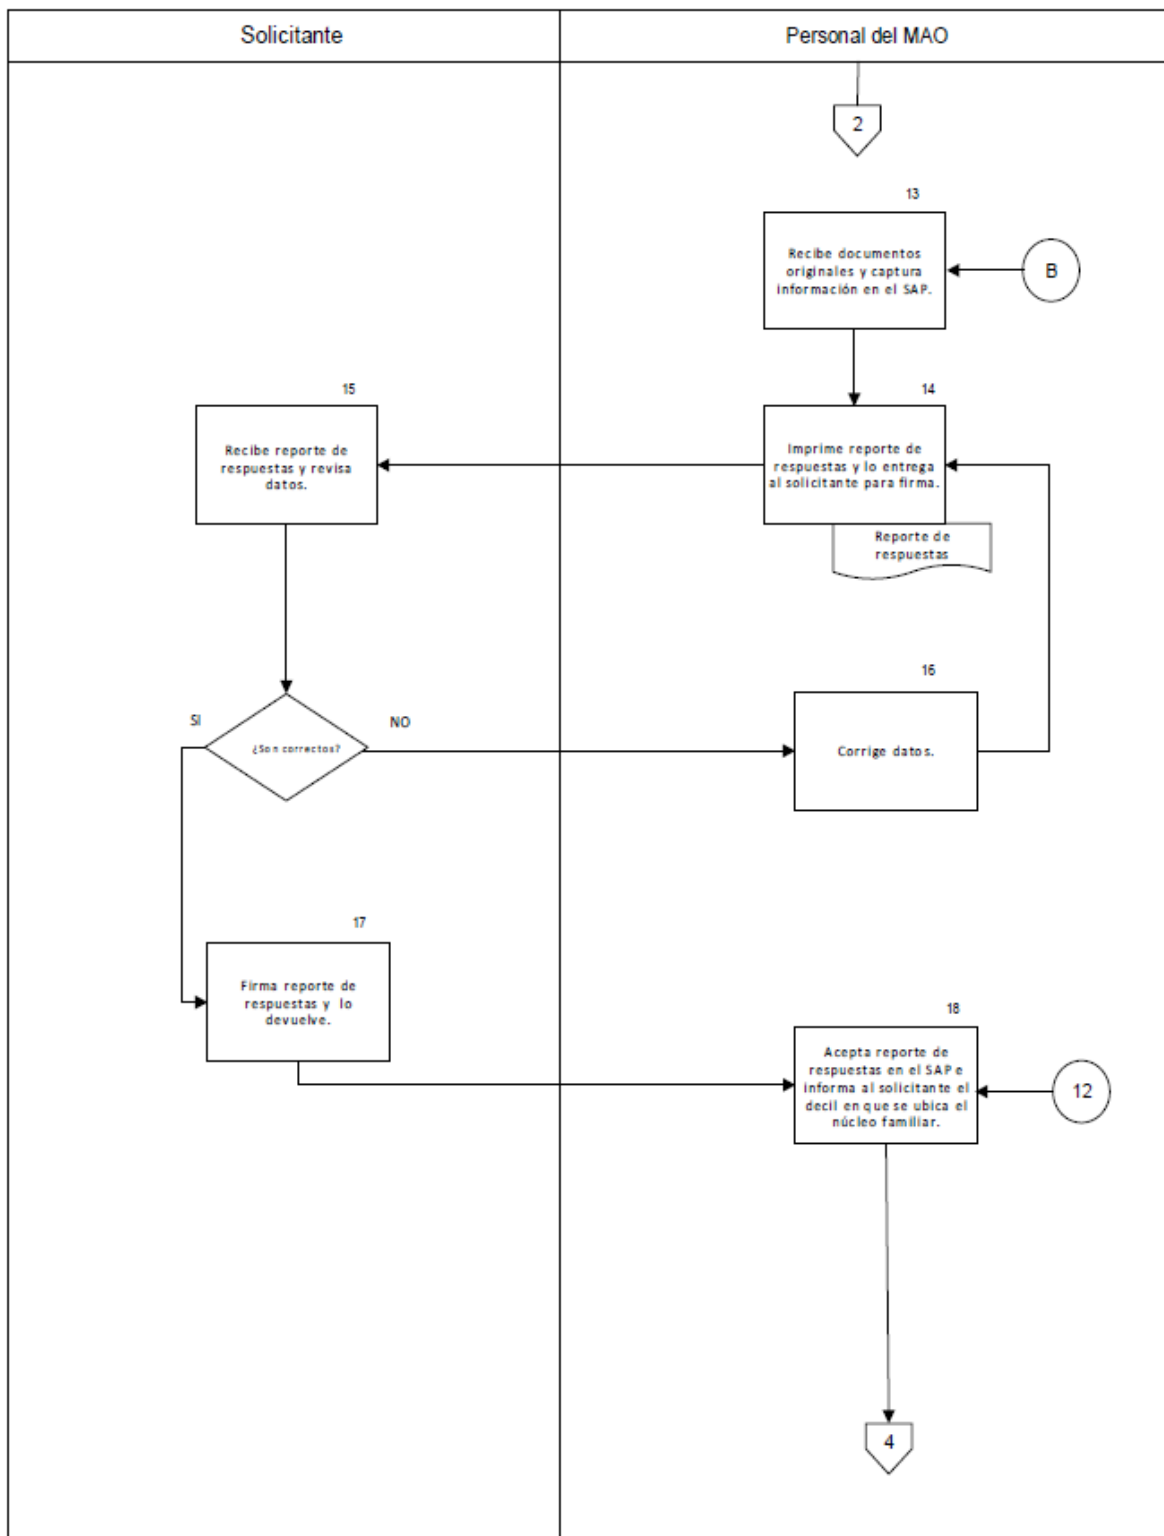 Solicitante
Personal del MAO
2
13
Recibe documentos
originales y captura
información en el SAP.
B
15
Recibe reporte de
respuestas y revisa
datos.
14
Imprime reporte de
respuestas y lo entrega
al solicitante para firma.
Reporte de
respuestas
16
Corrige datos.
SI
¿Son correctos?
NO
17
Firma reporte de
respuestas y lo
devuelve.
18
Acepta reporte de
respuestas en el SAP e
informa al solicitante el
decil en que se ubica el
núcleo familiar.
12
4